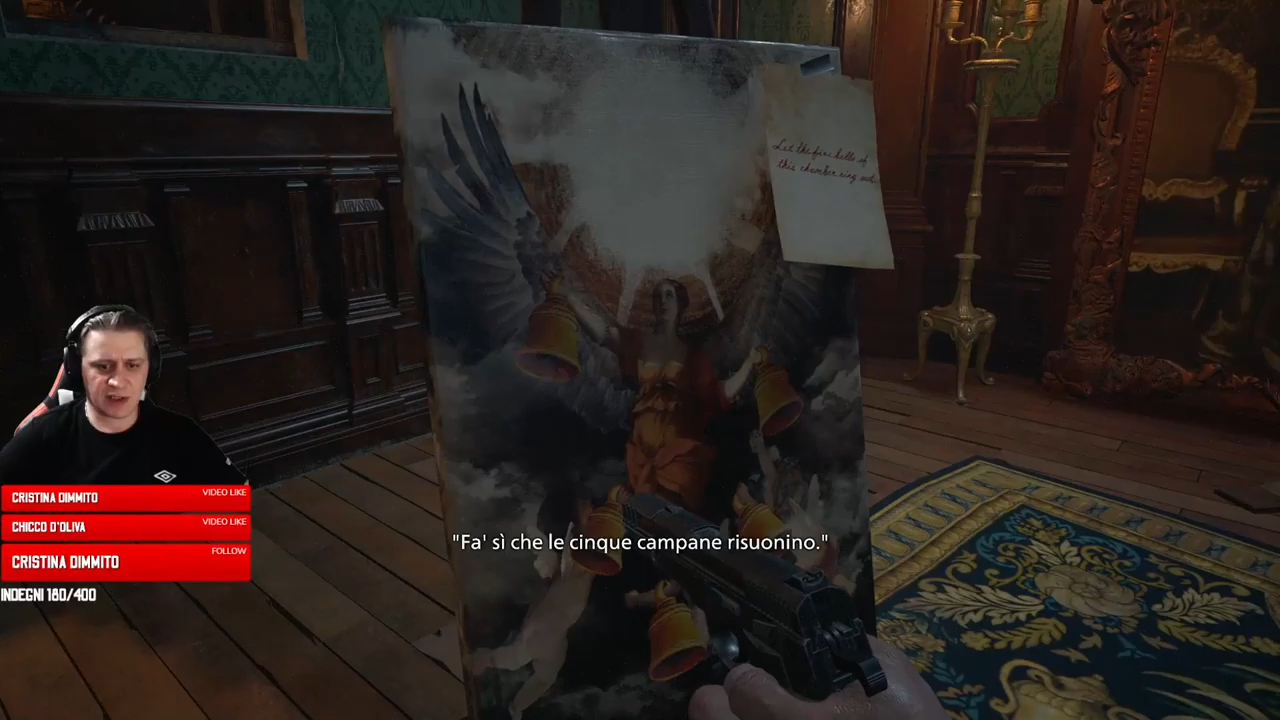 Let the five bells of
this chamber ring out.
"Fa' sì che le cinque campane risuonino."
CRISTINA DIMMITO VIDEO LIKE
CHICCO D'OLIVA VIDEO LIKE
CRISTINA DIMMITO FOLLOW
INDEGNI 180/400